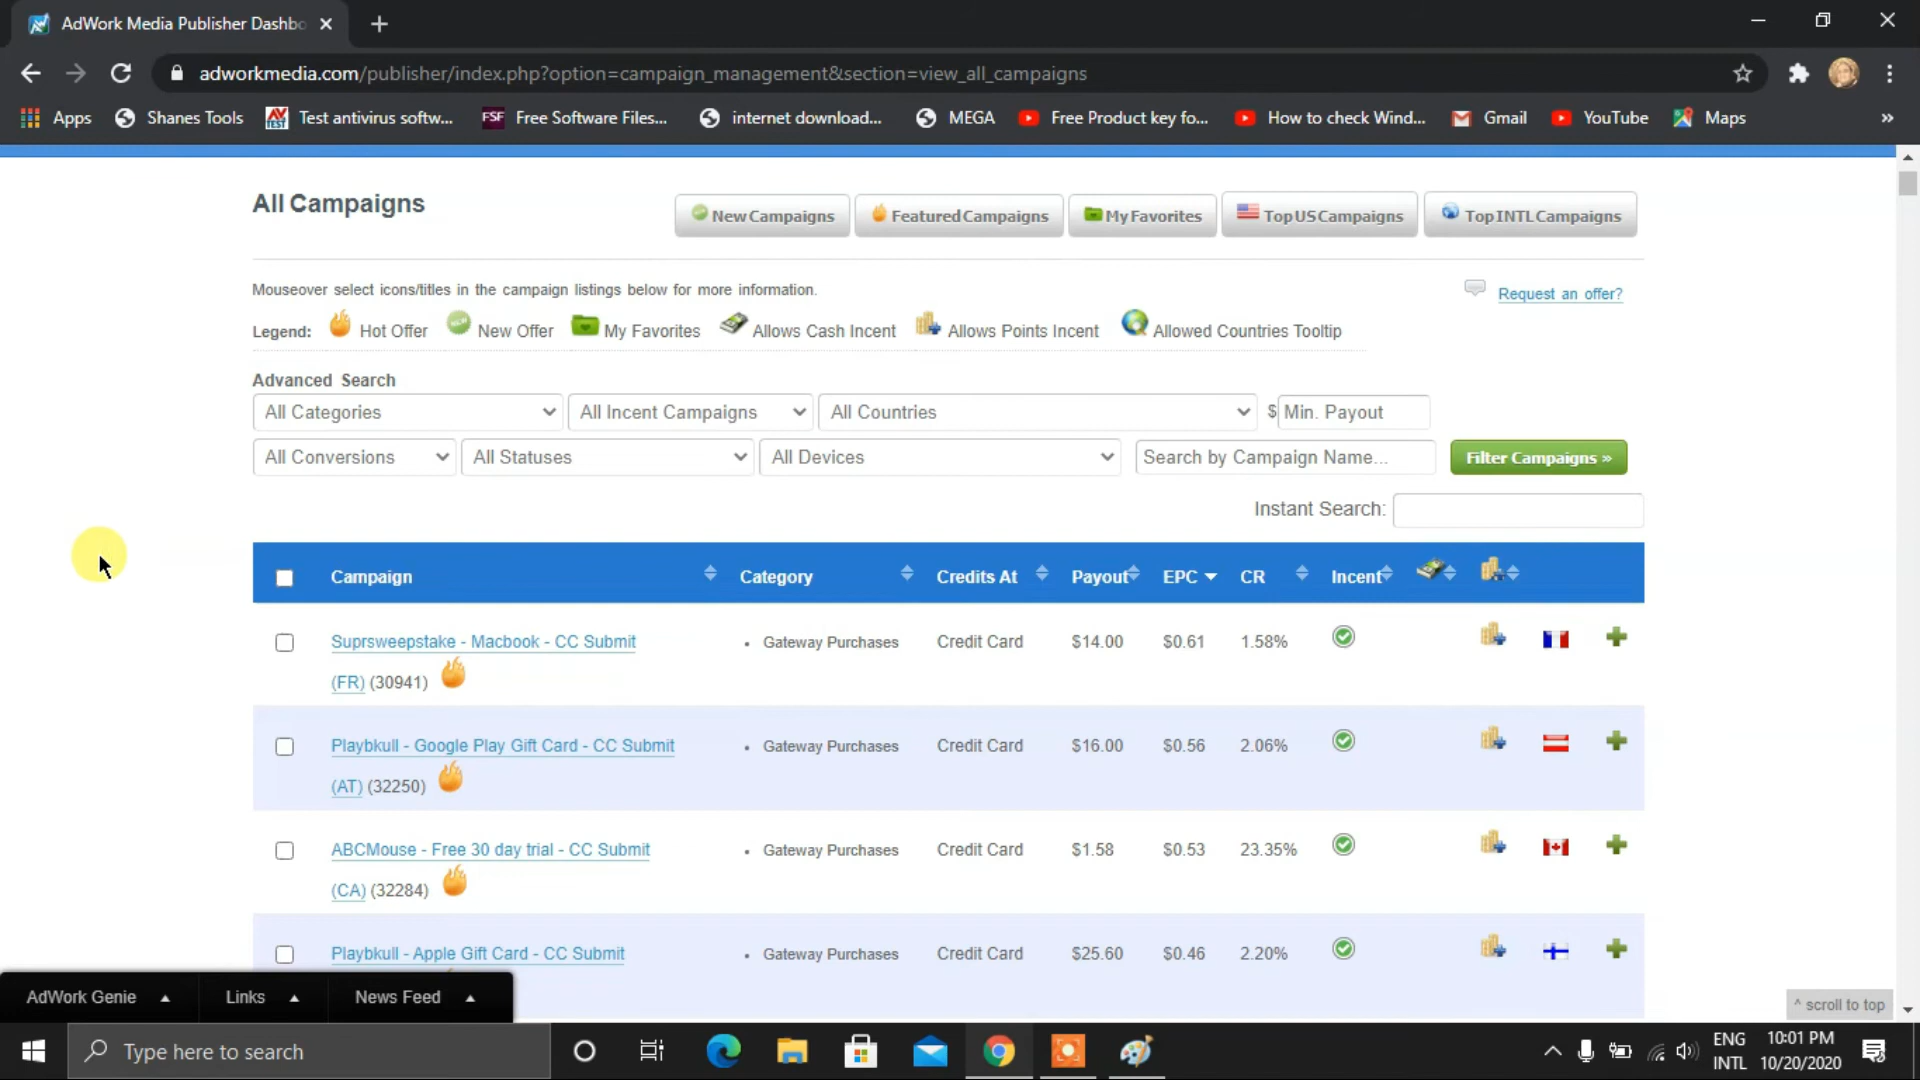 AdWork Media Publisher Dashbo
adworkmedia.com/publisher/index.php?option=campaign_management&section=view_all_campaigns
Apps Shanes Tools Test antivirus softw... FSF Free Software Files... internet download... MEGA Free Product key fo... How to check Wind... Gmail YouTube Maps »
All Campaigns
New Campaigns Featured Campaigns My Favorites Top US Campaigns Top INTL Campaigns
Mouseover select icons/titles in the campaign listings below for more information.
Request an offer?
Legend: Hot Offer NEW New Offer My Favorites Allows Cash Incent Allows Points Incent Allowed Countries Tooltip
Advanced Search
All Categories All Incent Campaigns All Countries $ Min. Payout
All Conversions All Statuses All Devices Search by Campaign Name... Filter Campaigns »
Instant Search:
Campaign Category Credits At Payout EPC CR Incent
Suprsweepstake - Macbook - CC Submit • Gateway Purchases Credit Card $14.00 $0.61 1.58%
(FR) (30941)
Playbkull - Google Play Gift Card - CC Submit • Gateway Purchases Credit Card $16.00 $0.56 2.06%
(AT) (32250)
ABCMouse - Free 30 day trial - CC Submit • Gateway Purchases Credit Card $1.58 $0.53 23.35%
(CA) (32284)
Playbkull - Apple Gift Card - CC Submit • Gateway Purchases Credit Card $25.60 $0.46 2.20%
AdWork Genie Links News Feed
^ scroll to top
Type here to search
ENG 10:01 PM
INTL 10/20/2020